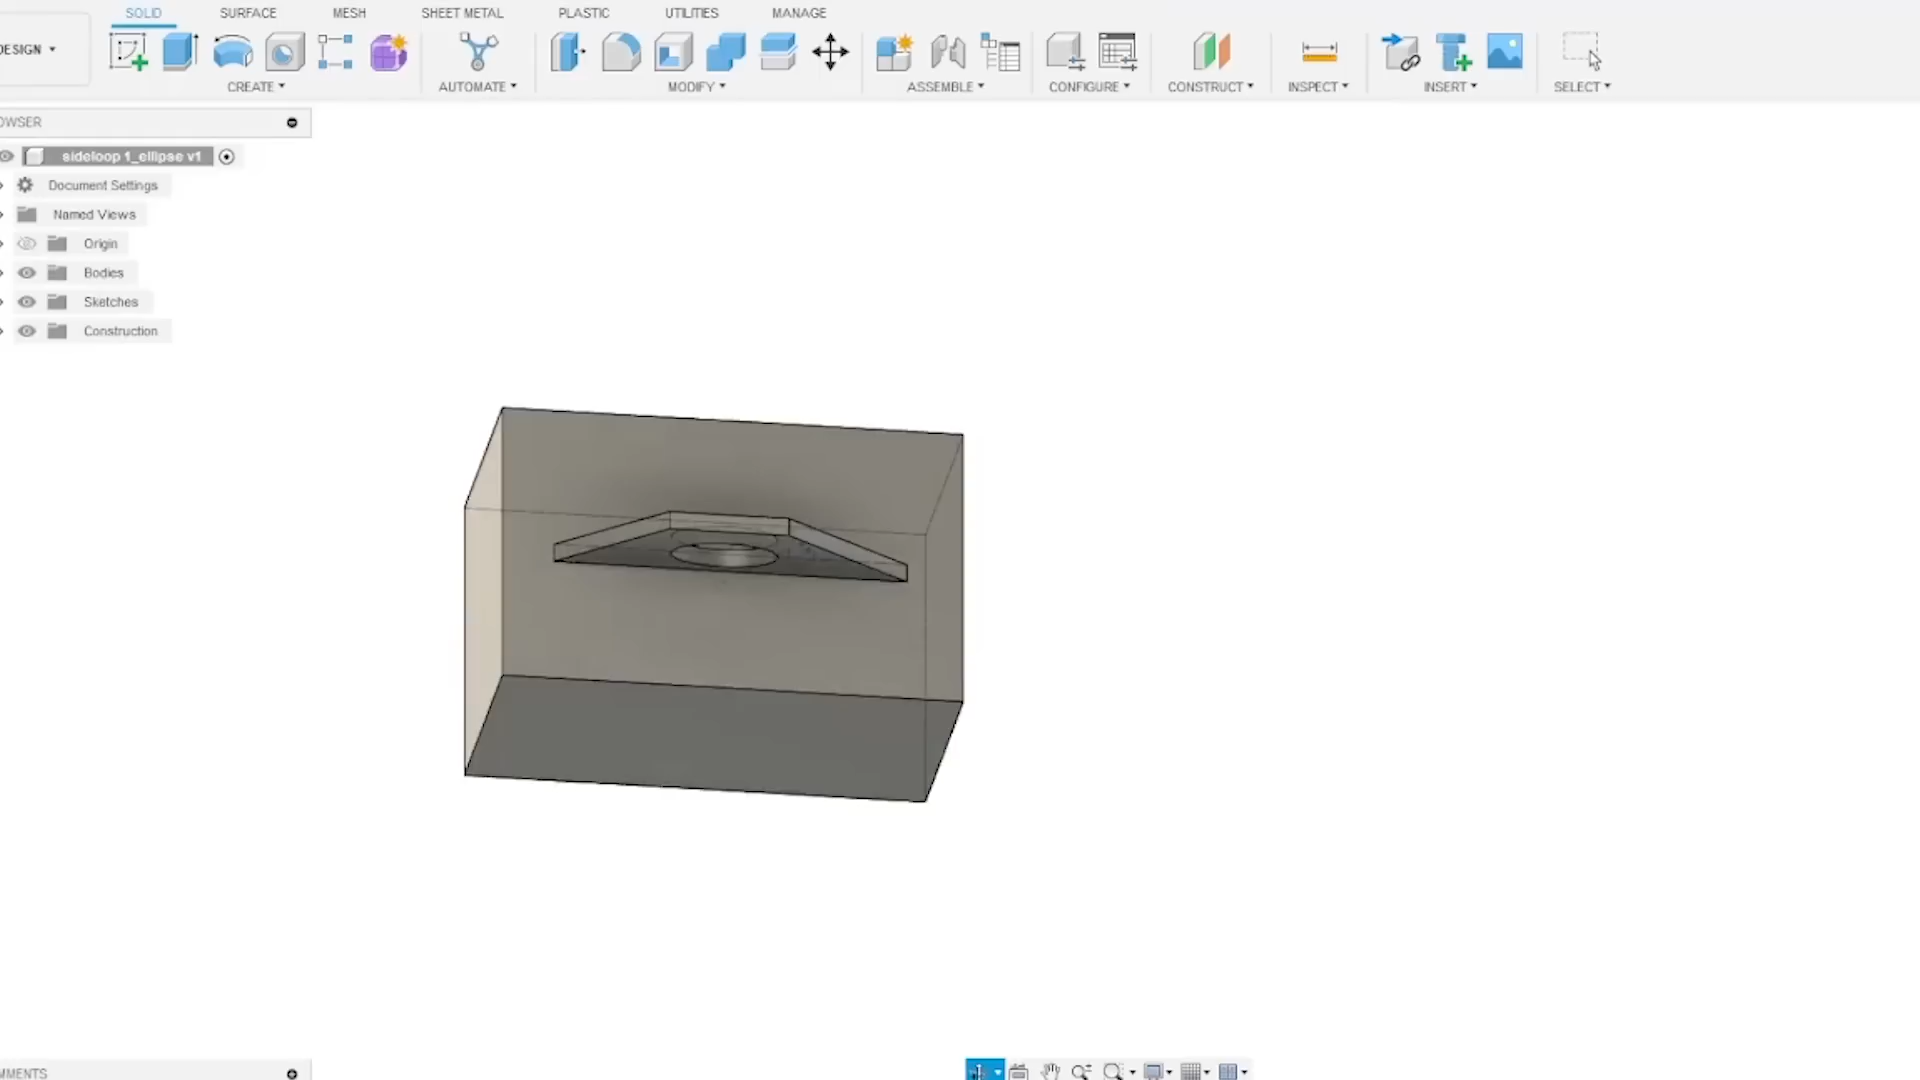 SOLID SURFACE MESH SHEET METAL PLASTIC UTILITIES MANAGE
DESIGN
CREATE AUTOMATE MODIFY ASSEMBLE CONFIGURE CONSTRUCT INSPECT INSERT SELECT
OWSER
sideloop 1_ellipse v1
Document Settings
Named Views
Origin
Bodies
Sketches
Construction
MMENTS